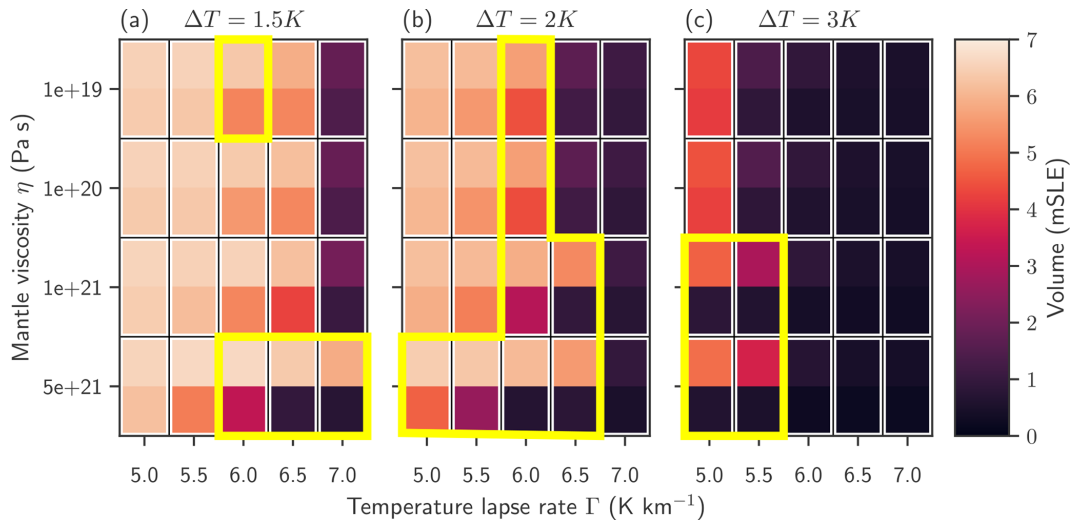 (a) ΔT = 1.5K
(b) ΔT = 2K
(c) ΔT = 3K
Mantle viscosity η (Pa s)
1e+19
1e+20
1e+21
5e+21
5.0 5.5 6.0 6.5 7.0
5.0 5.5 6.0 6.5 7.0
5.0 5.5 6.0 6.5 7.0
Temperature lapse rate Γ (K km⁻¹)
7
6
5
4
3
2
1
0
Volume (mSLE)